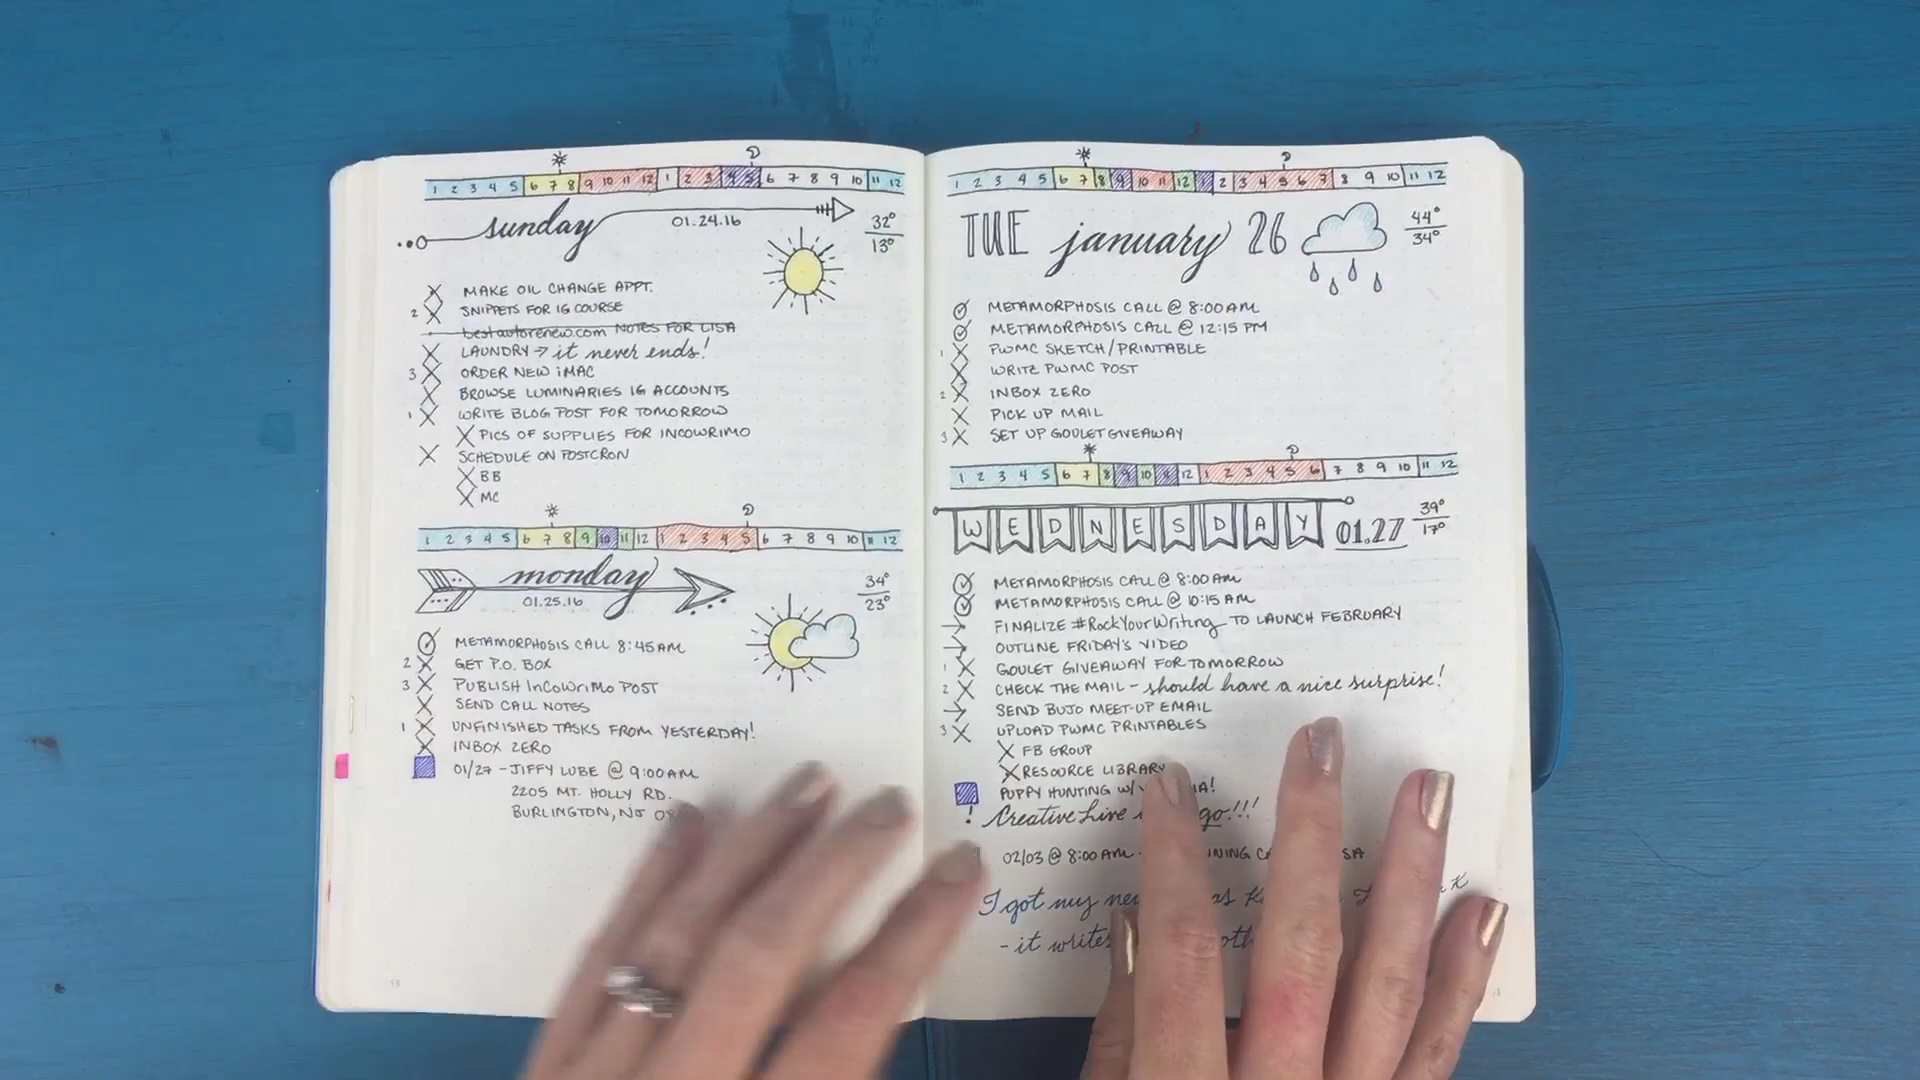 1 2 3 4 5 6 7 8 9 10 11 12 1 2 3 4 5 6 7 8 9 10 11 12
sunday
01.24.16
32°
13°
MAKE OIL CHANGE APPT.
2 SNIPPETS FOR IG COURSE
NOTES FOR LISA
LAUNDRY → it never ends!
3 ORDER NEW iMAC
BROWSE LUMINARIES IG ACCOUNTS
1 WRITE BLOG POST FOR TOMORROW
PICS OF SUPPLIES FOR INCOWRIMO
SCHEDULE ON POSTCRON
BB
MC
1 2 3 4 5 6 7 8 9 10 11 12 1 2 3 4 5 6 7 8 9 10 11 12
monday
01.25.16
34°
23°
METAMORPHOSIS CALL 8:45AM
2 GET P.O. BOX
3 PUBLISH InCoWriMo POST
SEND CALL NOTES
1 UNFINISHED TASKS FROM YESTERDAY!
INBOX ZERO
01/27 - JIFFY LUBE @ 9:00AM
2205 MT. HOLLY RD.
BURLINGTON, NJ
1 2 3 4 5 6 7 8 9 10 11 12 1 2 3 4 5 6 7 8 9 10 11 12
TUE january 26
44°
34°
METAMORPHOSIS CALL @ 8:00AM
METAMORPHOSIS CALL @ 12:15 PM
1 PWMC SKETCH/PRINTABLE
WRITE PWMC POST
2 INBOX ZERO
PICK UP MAIL
3 SET UP GOULET GIVEAWAY
1 2 3 4 5 6 7 8 9 10 11 12 1 2 3 4 5 6 7 8 9 10 11 12
WEDNESDAY 01.27
39°
17°
METAMORPHOSIS CALL @ 8:00AM
METAMORPHOSIS CALL @ 10:15 AM
FINALIZE #RockYourWriting TO LAUNCH FEBRUARY
OUTLINE FRIDAY'S VIDEO
1 GOULET GIVEAWAY FOR TOMORROW
2 CHECK THE MAIL - should have a nice surprise!
SEND BUJO MEET-UP EMAIL
3 UPLOAD PWMC PRINTABLES
FB GROUP
RESOURCE LIBRARY
PUPPY HUNTING W/
! CreativeLive go!!!
02/03 @ 8:00AM -
I got my
- it writes